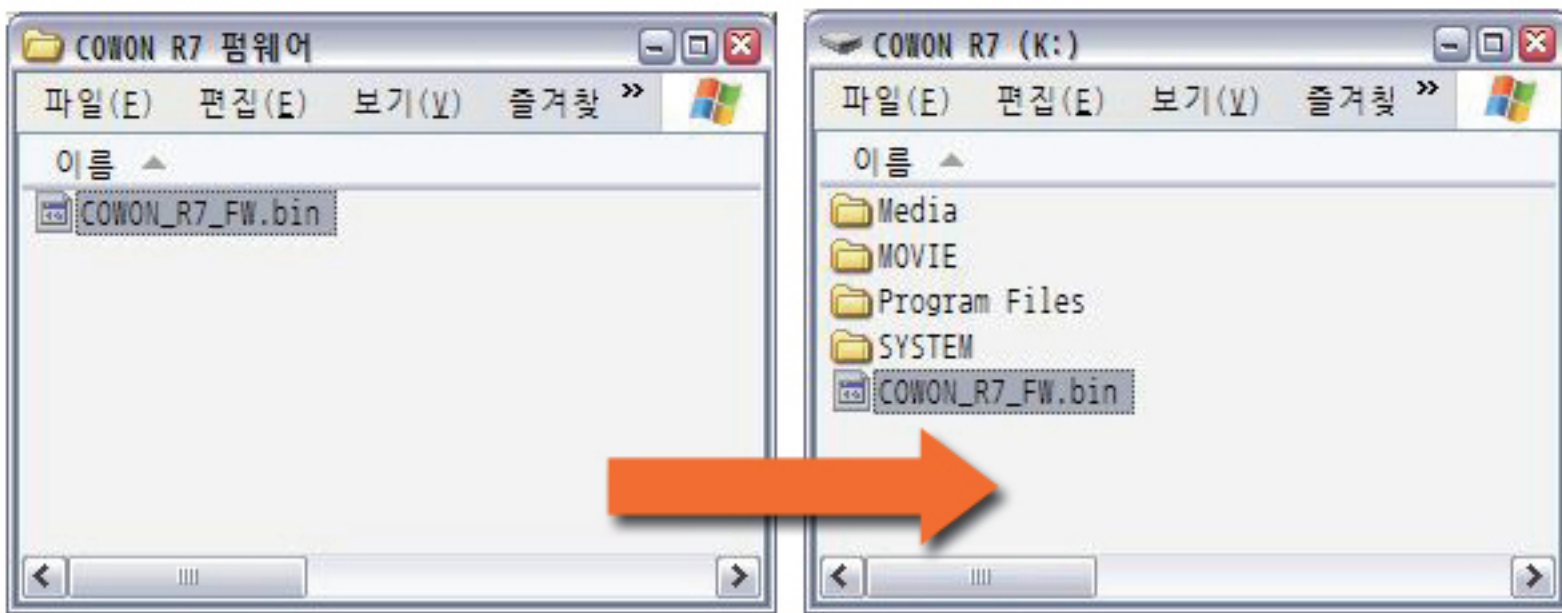 COWON R7 펌웨어
파일(F) 편집(E) 보기(V) 즐겨찾 »
이름
COWON_R7_FW.bin
COWON R7 (K:)
파일(F) 편집(E) 보기(V) 즐겨찾 »
이름
Media
MOVIE
Program Files
SYSTEM
COWON_R7_FW.bin